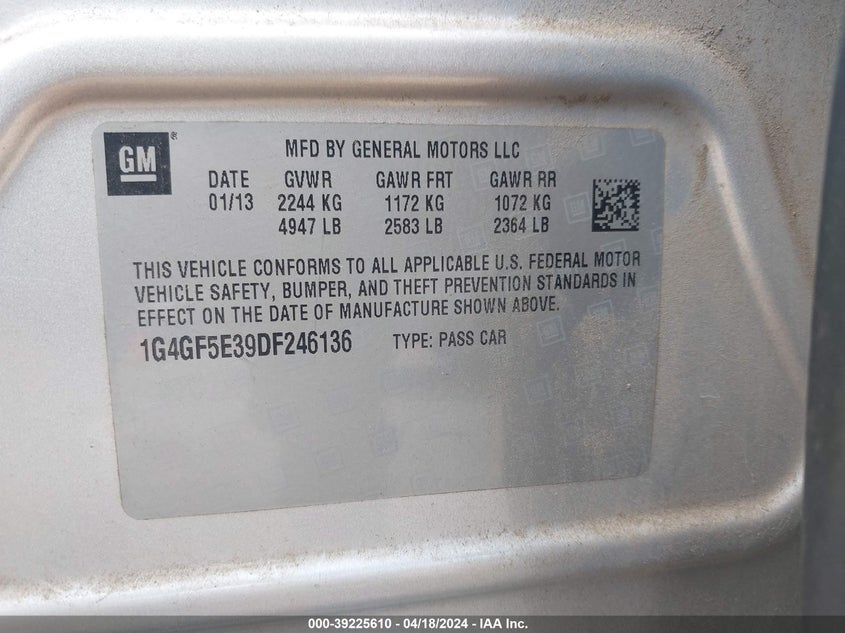 GM ®
MFD BY GENERAL MOTORS LLC
DATE GVWR GAWR FRT GAWR RR
01/13 2244 KG 1172 KG 1072 KG
4947 LB 2583 LB 2364 LB
THIS VEHICLE CONFORMS TO ALL APPLICABLE U.S. FEDERAL MOTOR
VEHICLE SAFETY, BUMPER, AND THEFT PREVENTION STANDARDS IN
EFFECT ON THE DATE OF MANUFACTURE SHOWN ABOVE.
1G4GF5E39DF246136 TYPE: PASS CAR
000-39225610 - 04/18/2024 - IAA Inc.